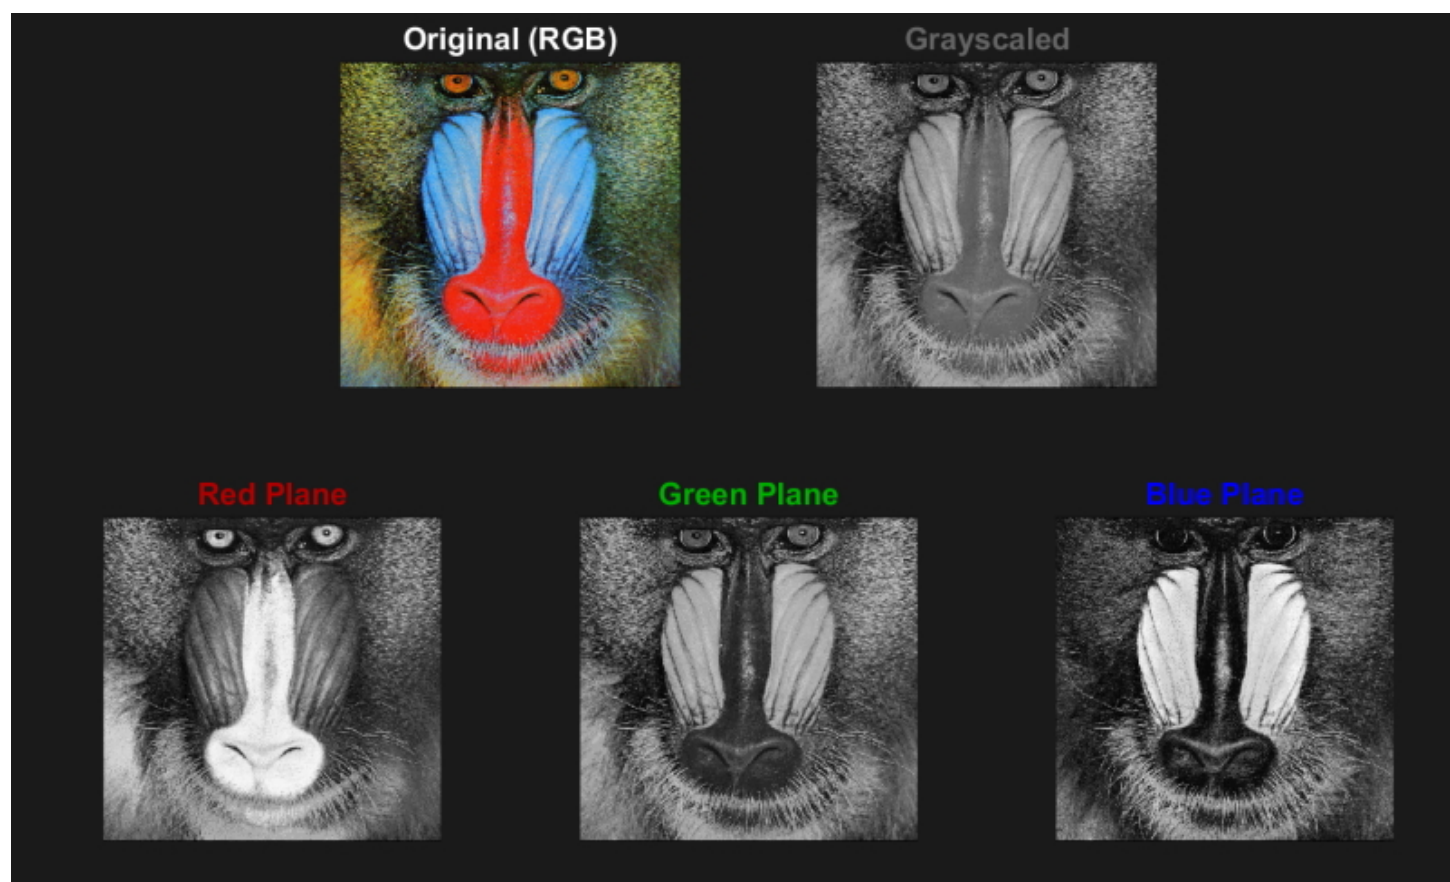 Original (RGB)
Grayscaled
Red Plane
Green Plane
Blue Plane